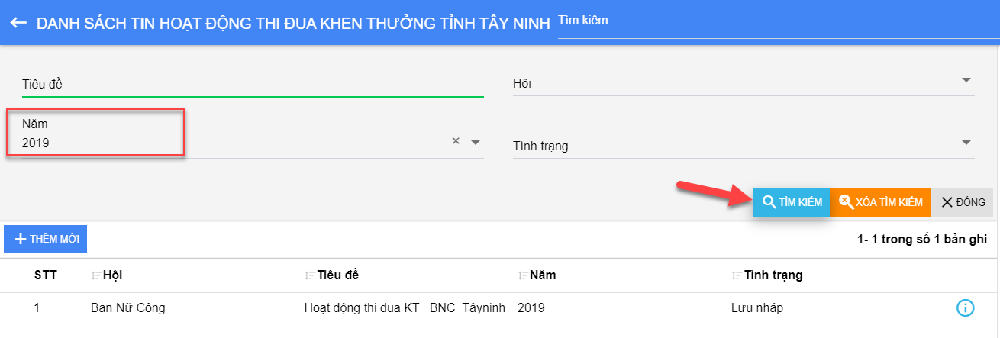 DANH SÁCH TIN HOẠT ĐỘNG THI ĐUA KHEN THƯỞNG TỈNH TÂY NINH Tìm kiếm
Tiêu đề Hội
Năm
2019 Tình trạng
TÌM KIẾM XÓA TÌM KIẾM ĐÓNG
THÊM MỚI 1- 1 trong số 1 bản ghi
STT Hội Tiêu đề Năm Tình trạng
1 Ban Nữ Công Hoạt động thi đua KT _BNC_Tâyninh 2019 Lưu nháp